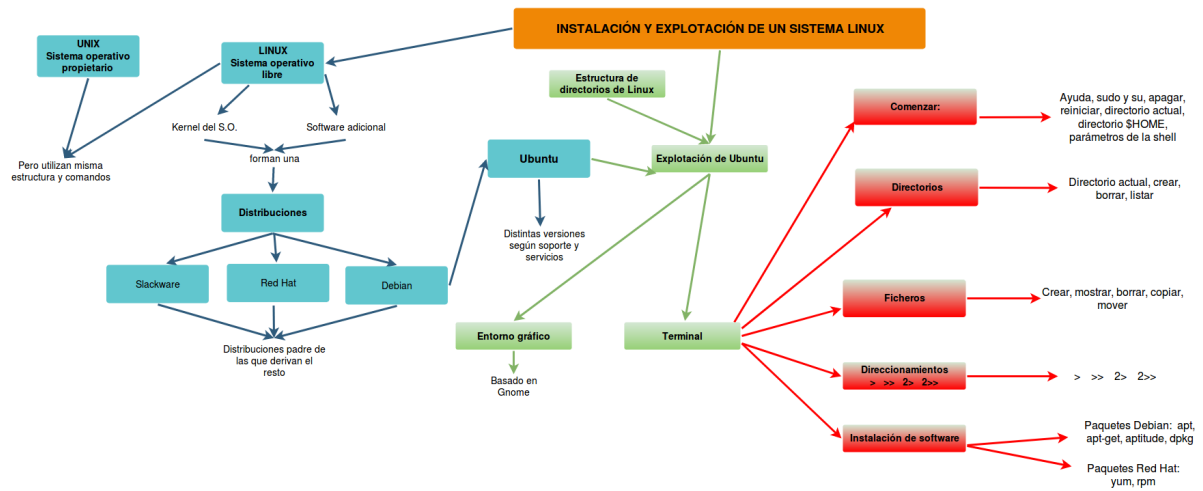 INSTALACIÓN Y EXPLOTACIÓN DE UN SISTEMA LINUX
UNIX
Sistema operativo
propietario
LINUX
Sistema operativo
libre
Kernel del S.O.
Software adicional
Pero utilizan misma
estructura y comandos
forman una
Distribuciones
Slackware
Red Hat
Debian
Distribuciones padre de
las que derivan el
resto
Ubuntu
Distintas versiones
según soporte y
servicios
Estructura de
directorios de Linux
Explotación de Ubuntu
Entorno gráfico
Basado en
Gnome
Terminal
Comenzar:
Ayuda, sudo y su, apagar,
reiniciar, directorio actual,
directorio $HOME,
parámetros de la shell
Directorios
Directorio actual, crear,
borrar, listar
Ficheros
Crear, mostrar, borrar, copiar,
mover
Direccionamientos
> >> 2> 2>>
> >> 2> 2>>
Instalación de software
Paquetes Debian: apt,
apt-get, aptitude, dpkg
Paquetes Red Hat:
yum, rpm